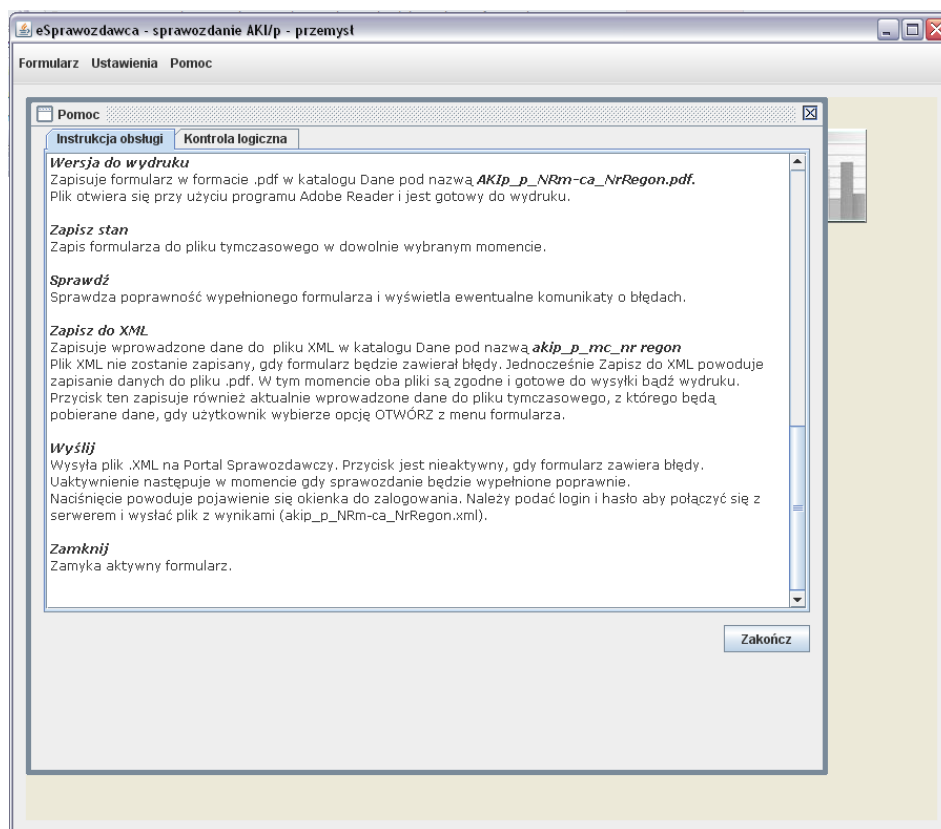 eSprawozdawca - sprawozdanie AKI/p - przemysł
Formularz Ustawienia Pomoc
Pomoc
Instrukcja obsługi Kontrola logiczna
Wersja do wydruku
Zapisuje formularz w formacie .pdf w katalogu Dane pod nazwą AKIp_p_NRm-ca_NrRegon.pdf.
Plik otwiera się przy użyciu programu Adobe Reader i jest gotowy do wydruku.
Zapisz stan
Zapis formularza do pliku tymczasowego w dowolnie wybranym momencie.
Sprawdź
Sprawdza poprawność wypełnionego formularza i wyświetla ewentualne komunikaty o błędach.
Zapisz do XML
Zapisuje wprowadzone dane do pliku XML w katalogu Dane pod nazwą akip_p_mc_nr regon
Plik XML nie zostanie zapisany, gdy formularz będzie zawierał błędy. Jednocześnie Zapisz do XML powoduje
zapisanie danych do pliku .pdf. W tym momencie oba pliki są zgodne i gotowe do wysyłki bądź wydruku.
Przycisk ten zapisuje również aktualnie wprowadzone dane do pliku tymczasowego, z którego będą
pobierane dane, gdy użytkownik wybierze opcję OTWÓRZ z menu formularza.
Wyślij
Wysyła plik .XML na Portal Sprawozdawczy. Przycisk jest nieaktywny, gdy formularz zawiera błędy.
Uaktywnienie następuje w momencie gdy sprawozdanie będzie wypełnione poprawnie.
Naciśnięcie powoduje pojawienie się okienka do zalogowania. Należy podać login i hasło aby połączyć się z
serwerem i wysłać plik z wynikami (akip_p_NRm-ca_NrRegon.xml).
Zamknij
Zamyka aktywny formularz.
Zakończ